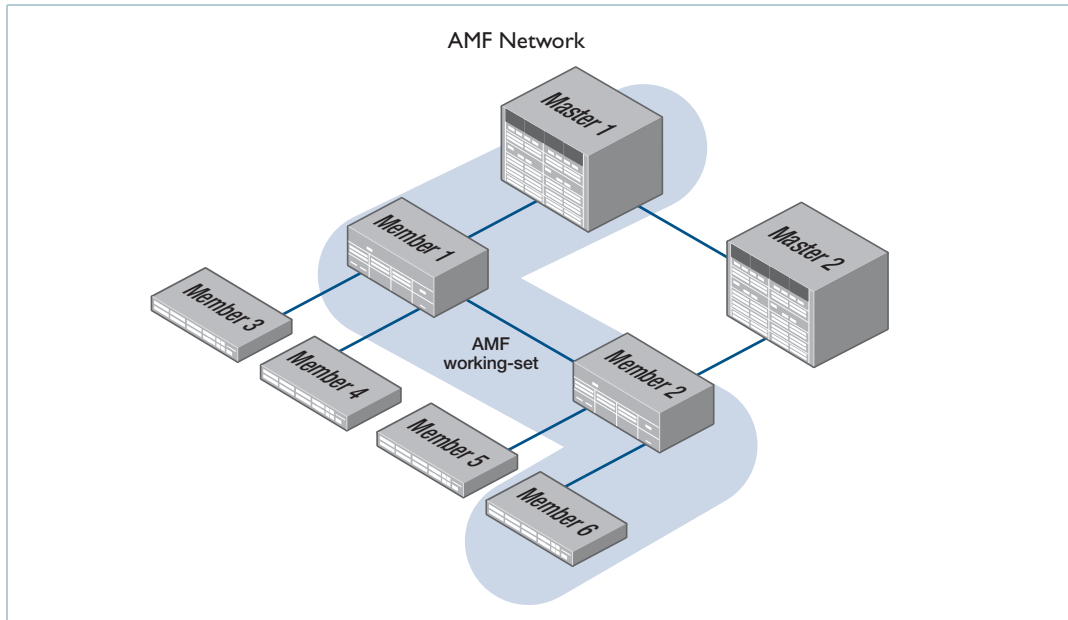 AMF Network
Master 1
Member 1
Master 2
Member 3
AMF
working-set
Member 4
Member 2
Member 5
Member 6